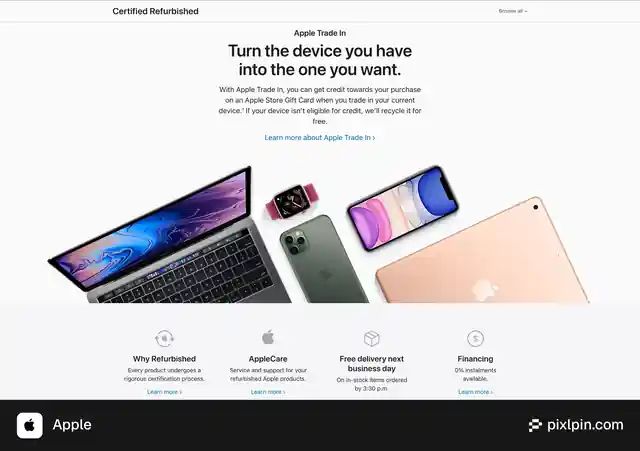 Certified Refurbished
Browse all
Apple Trade In
Turn the device you have
into the one you want.
With Apple Trade In, you can get credit towards your purchase
on an Apple Store Gift Card when you trade in your current
device.* If your device isn't eligible for credit, we'll recycle it for
free.
Learn more about Apple Trade In >
Why Refurbished
Every product undergoes a
rigorous certification process.
Learn more >
AppleCare
Service and support for your
refurbished Apple products.
Learn more >
Free delivery next
business day
On in-stock items ordered
by 3:30 p.m
Financing
0% instalments
available.
Learn more >
Apple
pixlpin.com